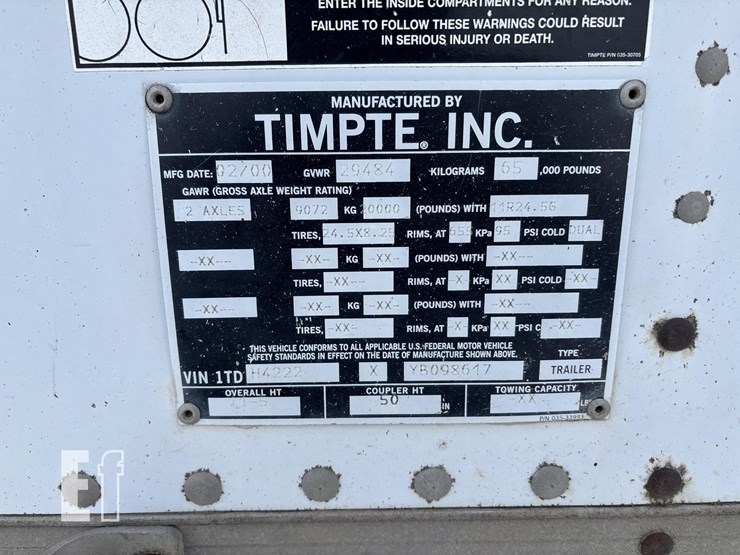 ENTER THE INSIDE COMPARTMENTS FOR ANY REASON.
FAILURE TO FOLLOW THESE WARNINGS COULD RESULT
IN SERIOUS INJURY OR DEATH.
TIMPTE P/N 035-30705
MANUFACTURED BY
TIMPTE® INC.
MFG DATE: 02/00 GVWR 29484 KILOGRAMS 65 ,000 POUNDS
GAWR (GROSS AXLE WEIGHT RATING)
2 AXLES 9072 KG 20000 (POUNDS) WITH 11R24.5G
TIRES, 24.5X8.25 RIMS, AT 655 KPa 95 PSI COLD DUAL
-XX-- -XX- KG -XX- (POUNDS) WITH -XX--
TIRES, -XX-- RIMS, AT -X KPa XX PSI COLD -XX-
-XX-- -XX- KG -XX- (POUNDS) WITH -XX--
TIRES, -XX- RIMS, AT -X- KPa XX PSI C -XX-
THIS VEHICLE CONFORMS TO ALL APPLICABLE U.S. FEDERAL MOTOR VEHICLE
SAFETY STANDARDS IN EFFECT ON THE DATE OF MANUFACTURE SHOWN ABOVE.
TYPE
VIN 1TD H4222 X YB098617 TRAILER
OVERALL HT COUPLER HT TOWING CAPACITY
50 IN XX
P/N 035-33993
Ef